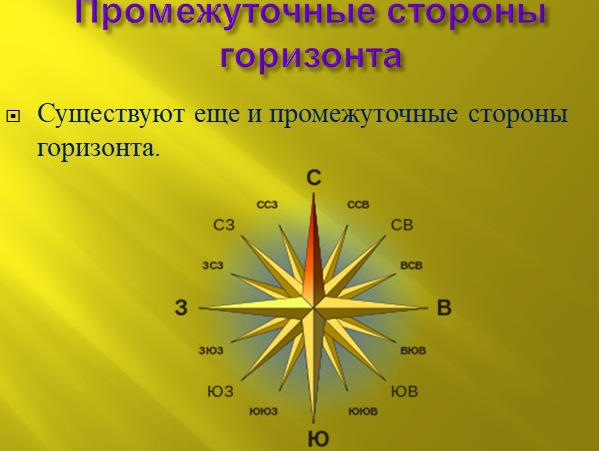 Промежуточные стороны
горизонта
Существуют еще и промежуточные стороны
горизонта.
С
ССЗ ССВ
СЗ СВ
ЗСЗ ВСВ
З В
ЗЮЗ ВЮВ
ЮЗ ЮВ
ЮЮЗ ЮЮВ
Ю